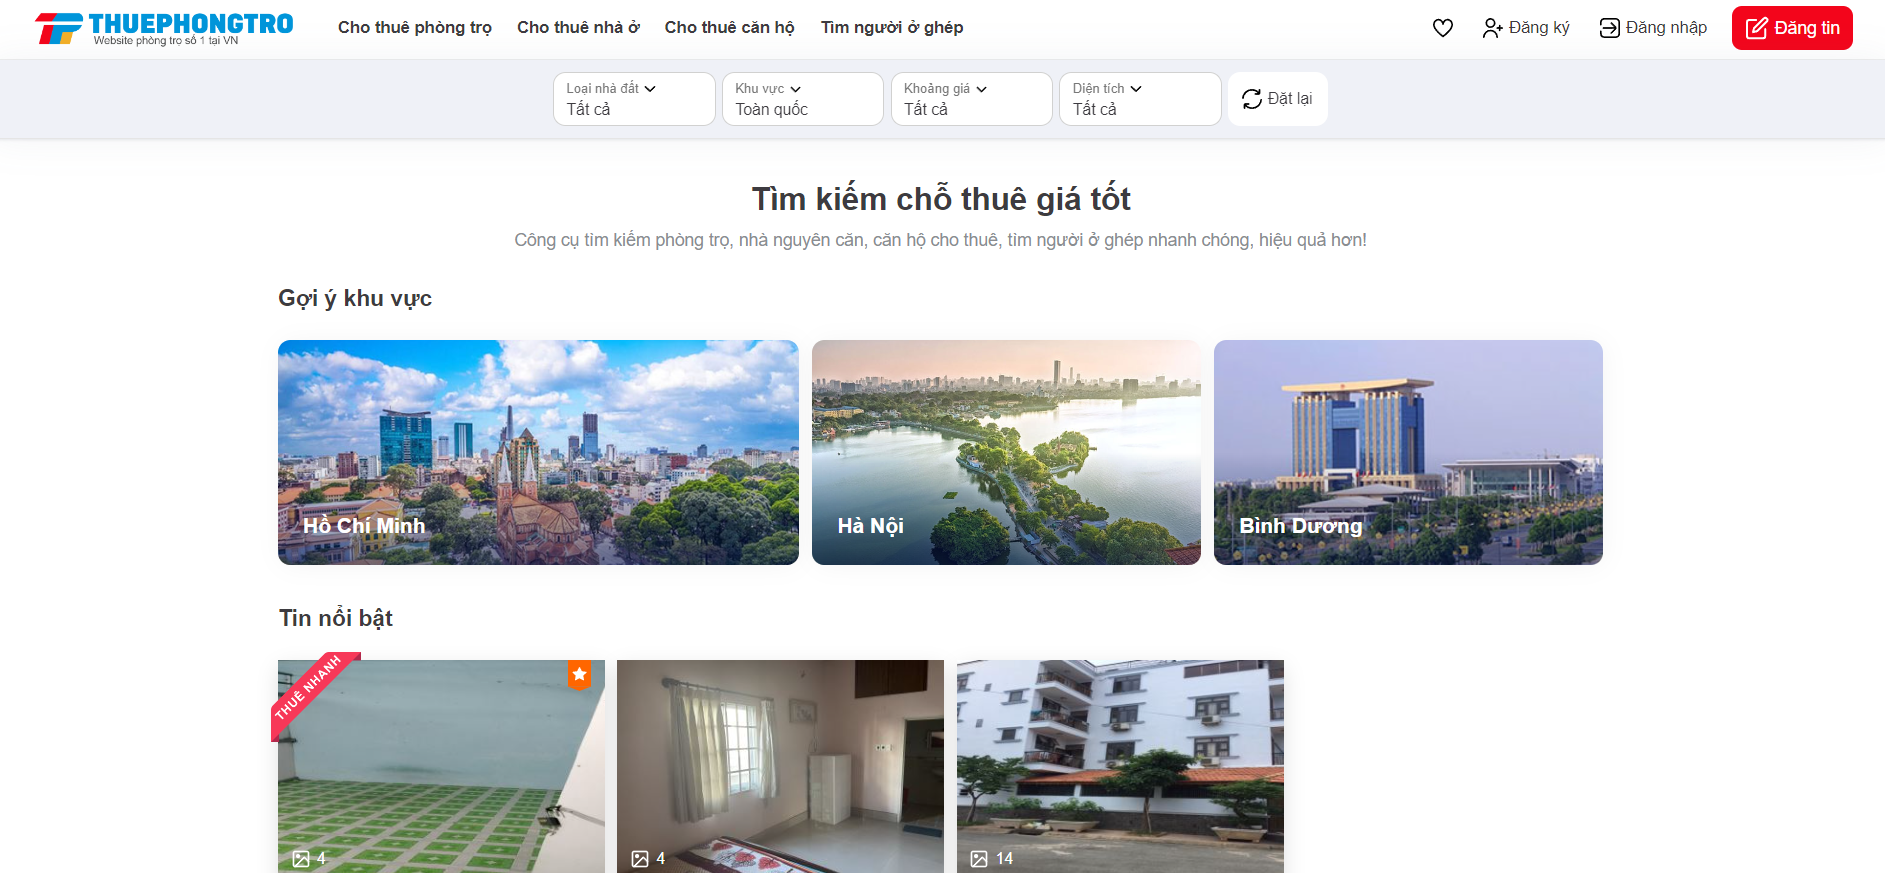 THUEPHONGTRO
Website phòng trọ số 1 tại VN
Cho thuê phòng trọ
Cho thuê nhà ở
Cho thuê căn hộ
Tìm người ở ghép
Đăng ký
Đăng nhập
Đăng tin
Loại nhà đất
Tất cả
Khu vực
Toàn quốc
Khoảng giá
Tất cả
Diện tích
Tất cả
Đặt lại
Tìm kiếm chỗ thuê giá tốt
Công cụ tìm kiếm phòng trọ, nhà nguyên căn, căn hộ cho thuê, tìm người ở ghép nhanh chóng, hiệu quả hơn!
Gợi ý khu vực
Hồ Chí Minh
Hà Nội
Bình Dương
Tin nổi bật
THUÊ NHANH
4
4
14